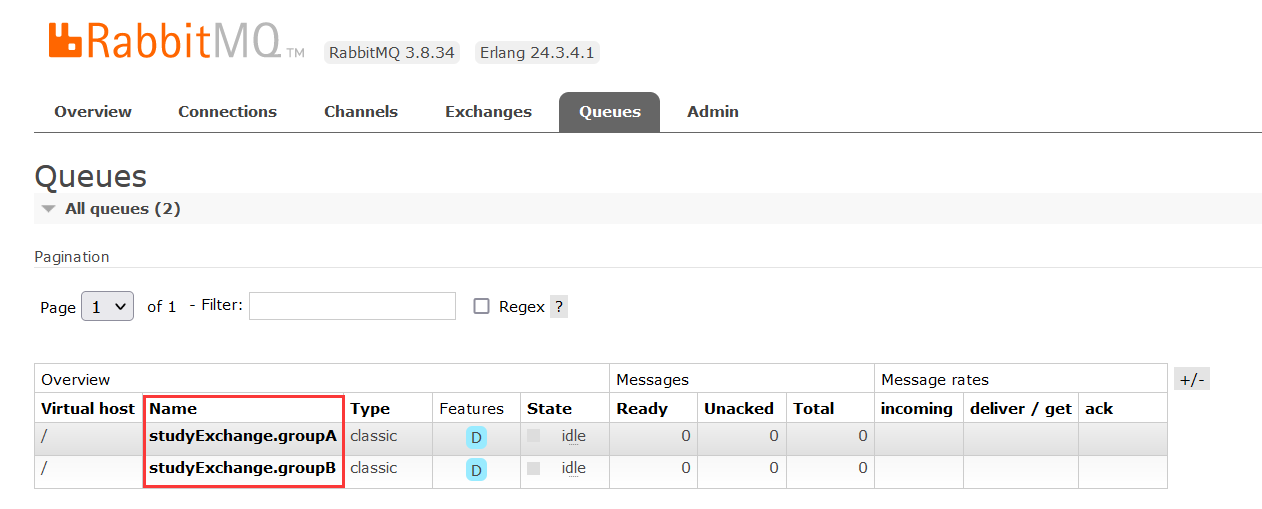 RabbitMQ TM RabbitMQ 3.8.34 Erlang 24.3.4.1
Overview Connections Channels Exchanges Queues Admin
Queues
All queues (2)
Pagination
Page 1 of 1 - Filter: Regex ?
Overview Messages Message rates +/-
Virtual host Name Type Features State Ready Unacked Total incoming deliver / get ack
/ studyExchange.groupA classic D idle 0 0 0
/ studyExchange.groupB classic D idle 0 0 0